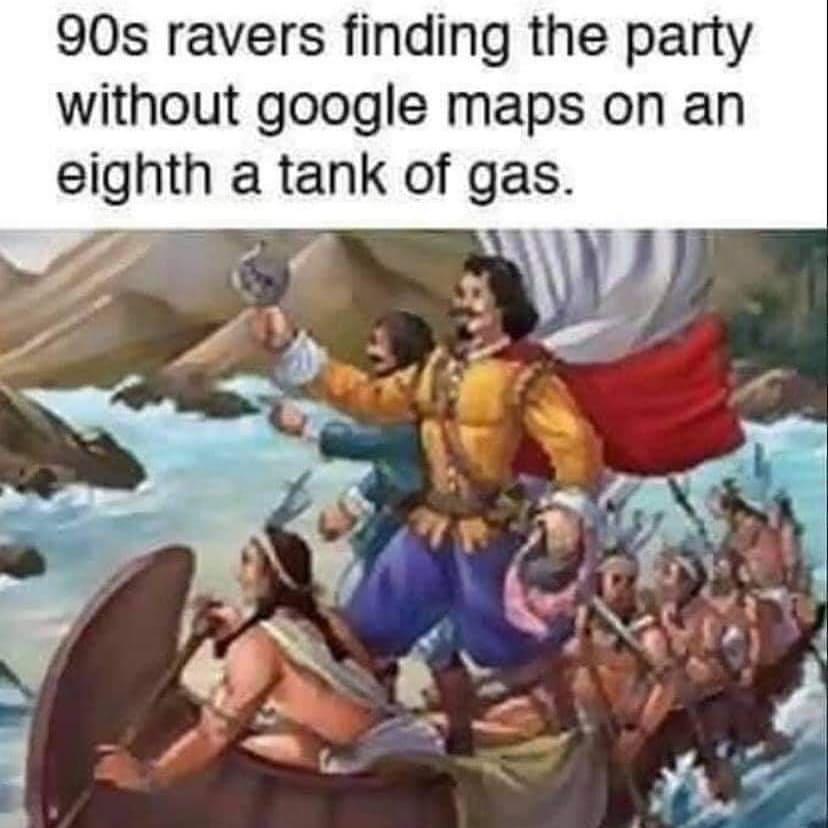 90s ravers finding the party
without google maps on an
eighth a tank of gas.